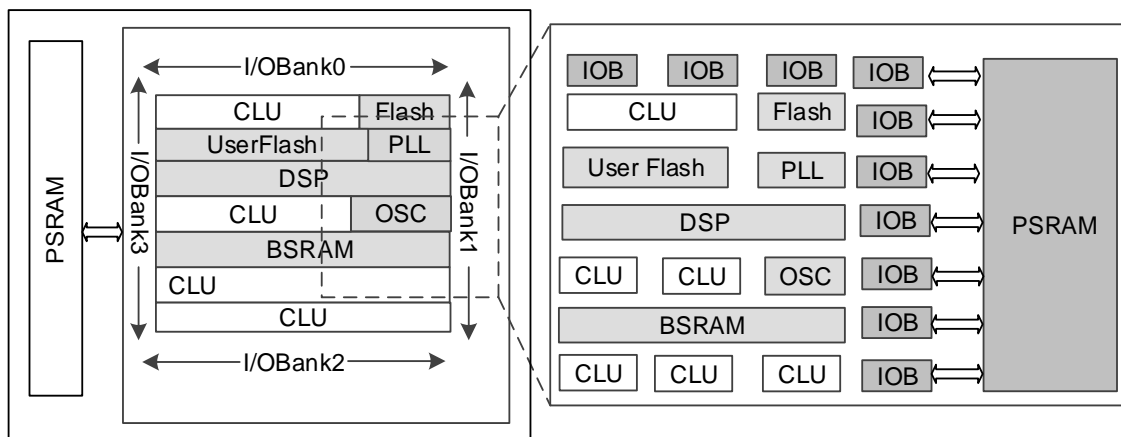 PSRAM
I/OBank0
I/OBank3
CLU Flash
UserFlash PLL
DSP
CLU OSC
BSRAM
CLU
CLU
I/OBank1
I/OBank2
IOB IOB IOB IOB
CLU Flash IOB
User Flash PLL IOB
DSP IOB
CLU CLU OSC IOB
BSRAM IOB
CLU CLU CLU IOB
PSRAM